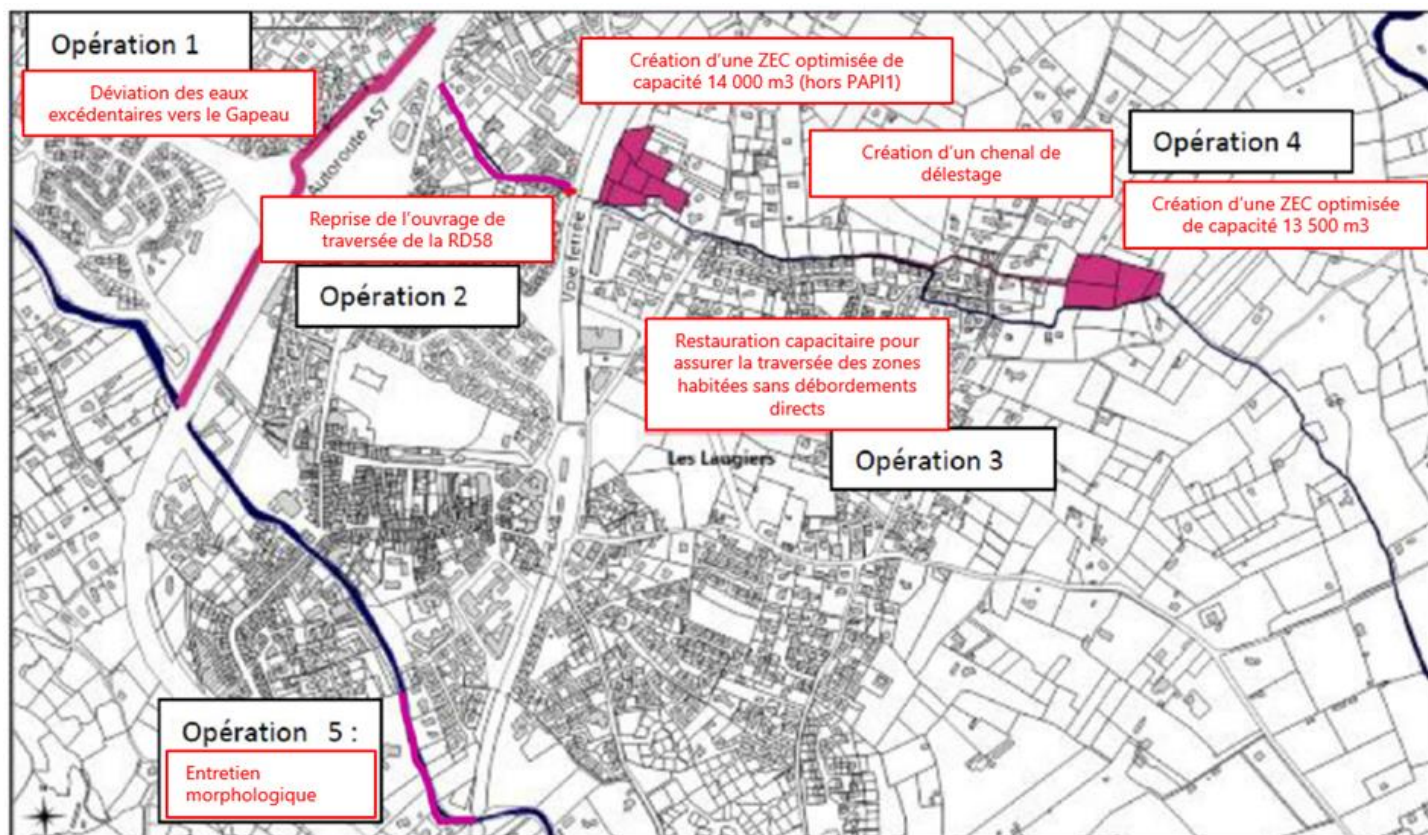 Opération 1
Déviation des eaux
excédentaires vers le Gapeau
Création d'une ZEC optimisée de
capacité 14 000 m3 (hors PAPI1)
Autoroute A57
Création d'un chenal de
délestage
Opération 4
Création d'une ZEC optimisée
de capacité 13 500 m3
Reprise de l'ouvrage de
traversée de la RD58
Voie ferrée
Opération 2
Restauration capacitaire pour
assurer la traversée des zones
habitées sans débordements
directs
Les Laugiers
Opération 3
Opération 5 :
Entretien
morphologique